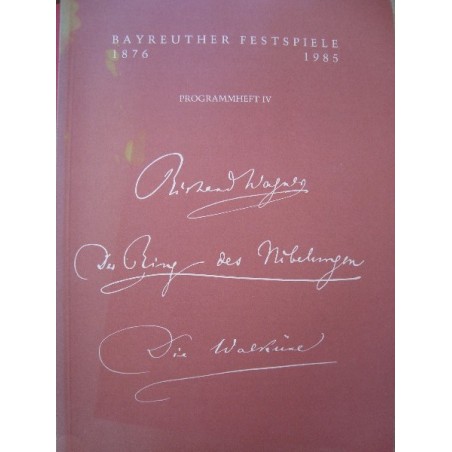 BAYREUTHER FESTSPIELE
1876 1985
PROGRAMMHEFT IV
Richard Wagner
Der Ring des Nibelungen
Die Walküre